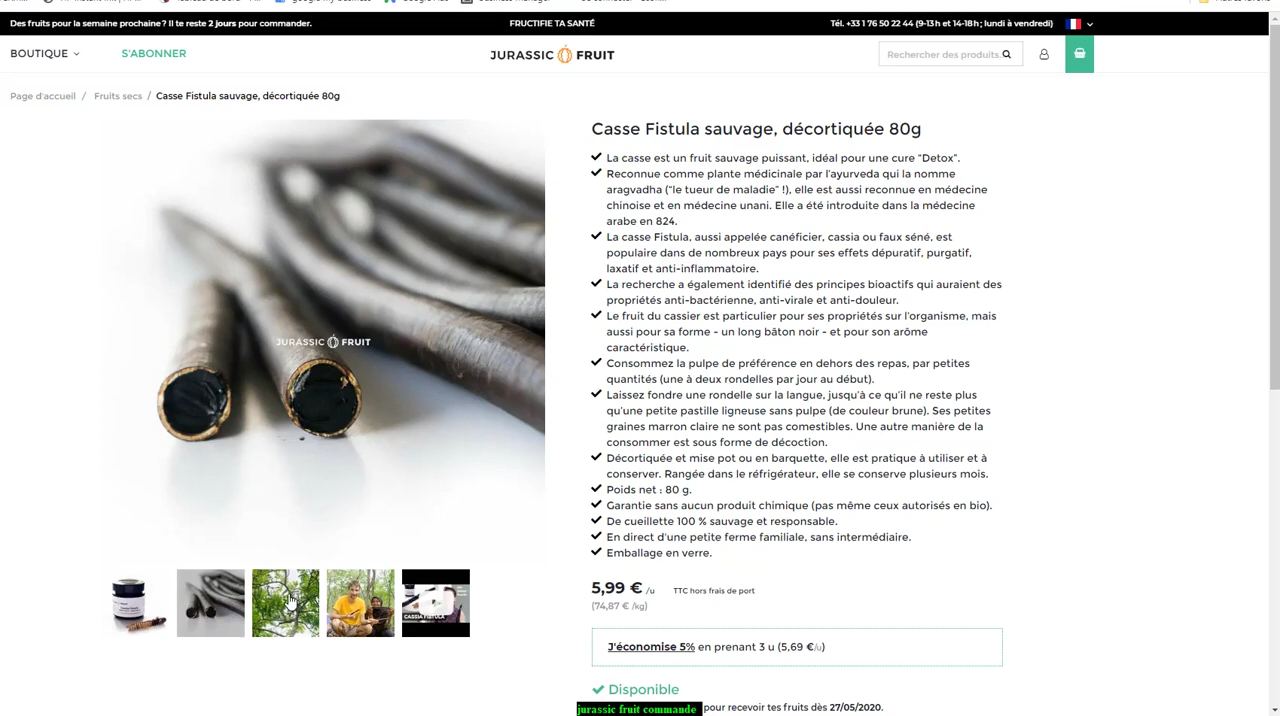 Des fruits pour la semaine prochaine ? Il te reste 2 jours pour commander.
FRUCTIFIE TA SANTÉ
Tél. +33 1 76 50 22 44 (9-13 h et 14-18 h ; lundi à vendredi)
BOUTIQUE
S'ABONNER
JURASSIC FRUIT
Rechercher des produits.
Page d'accueil / Fruits secs / Casse Fistula sauvage, décortiquée 80g
Casse Fistula sauvage, décortiquée 80g
La casse est un fruit sauvage puissant, idéal pour une cure "Detox".
Reconnue comme plante médicinale par l'ayurveda qui la nomme
aragvadha ("le tueur de maladie" !), elle est aussi reconnue en médecine
chinoise et en médecine unani. Elle a été introduite dans la médecine
arabe en 824.
La casse Fistula, aussi appelée canéficier, cassia ou faux séné, est
populaire dans de nombreux pays pour ses effets dépuratif, purgatif,
laxatif et anti-inflammatoire.
La recherche a également identifié des principes bioactifs qui auraient des
propriétés anti-bactérienne, anti-virale et anti-douleur.
Le fruit du cassier est particulier pour ses propriétés sur l'organisme, mais
aussi pour sa forme - un long bâton noir - et pour son arôme
caractéristique.
Consommez la pulpe de préférence en dehors des repas, par petites
quantités (une à deux rondelles par jour au début).
Laissez fondre une rondelle sur la langue, jusqu'à ce qu'il ne reste plus
qu'une petite pastille ligneuse sans pulpe (de couleur brune). Ses petites
graines marron claire ne sont pas comestibles. Une autre manière de la
consommer est sous forme de décoction.
Décortiquée et mise pot ou en barquette, elle est pratique à utiliser et à
conserver. Rangée dans le réfrigérateur, elle se conserve plusieurs mois.
Poids net : 80 g.
Garantie sans aucun produit chimique (pas même ceux autorisés en bio).
De cueillette 100 % sauvage et responsable.
En direct d'une petite ferme familiale, sans intermédiaire.
Emballage en verre.
JURASSIC FRUIT
CASSIA FISTULA
5,99 € /u TTC hors frais de port
(74,87 € /kg)
J'économise 5% en prenant 3 u (5,69 €/u)
Disponible
jurassic fruit commande pour recevoir tes fruits dès 27/05/2020.